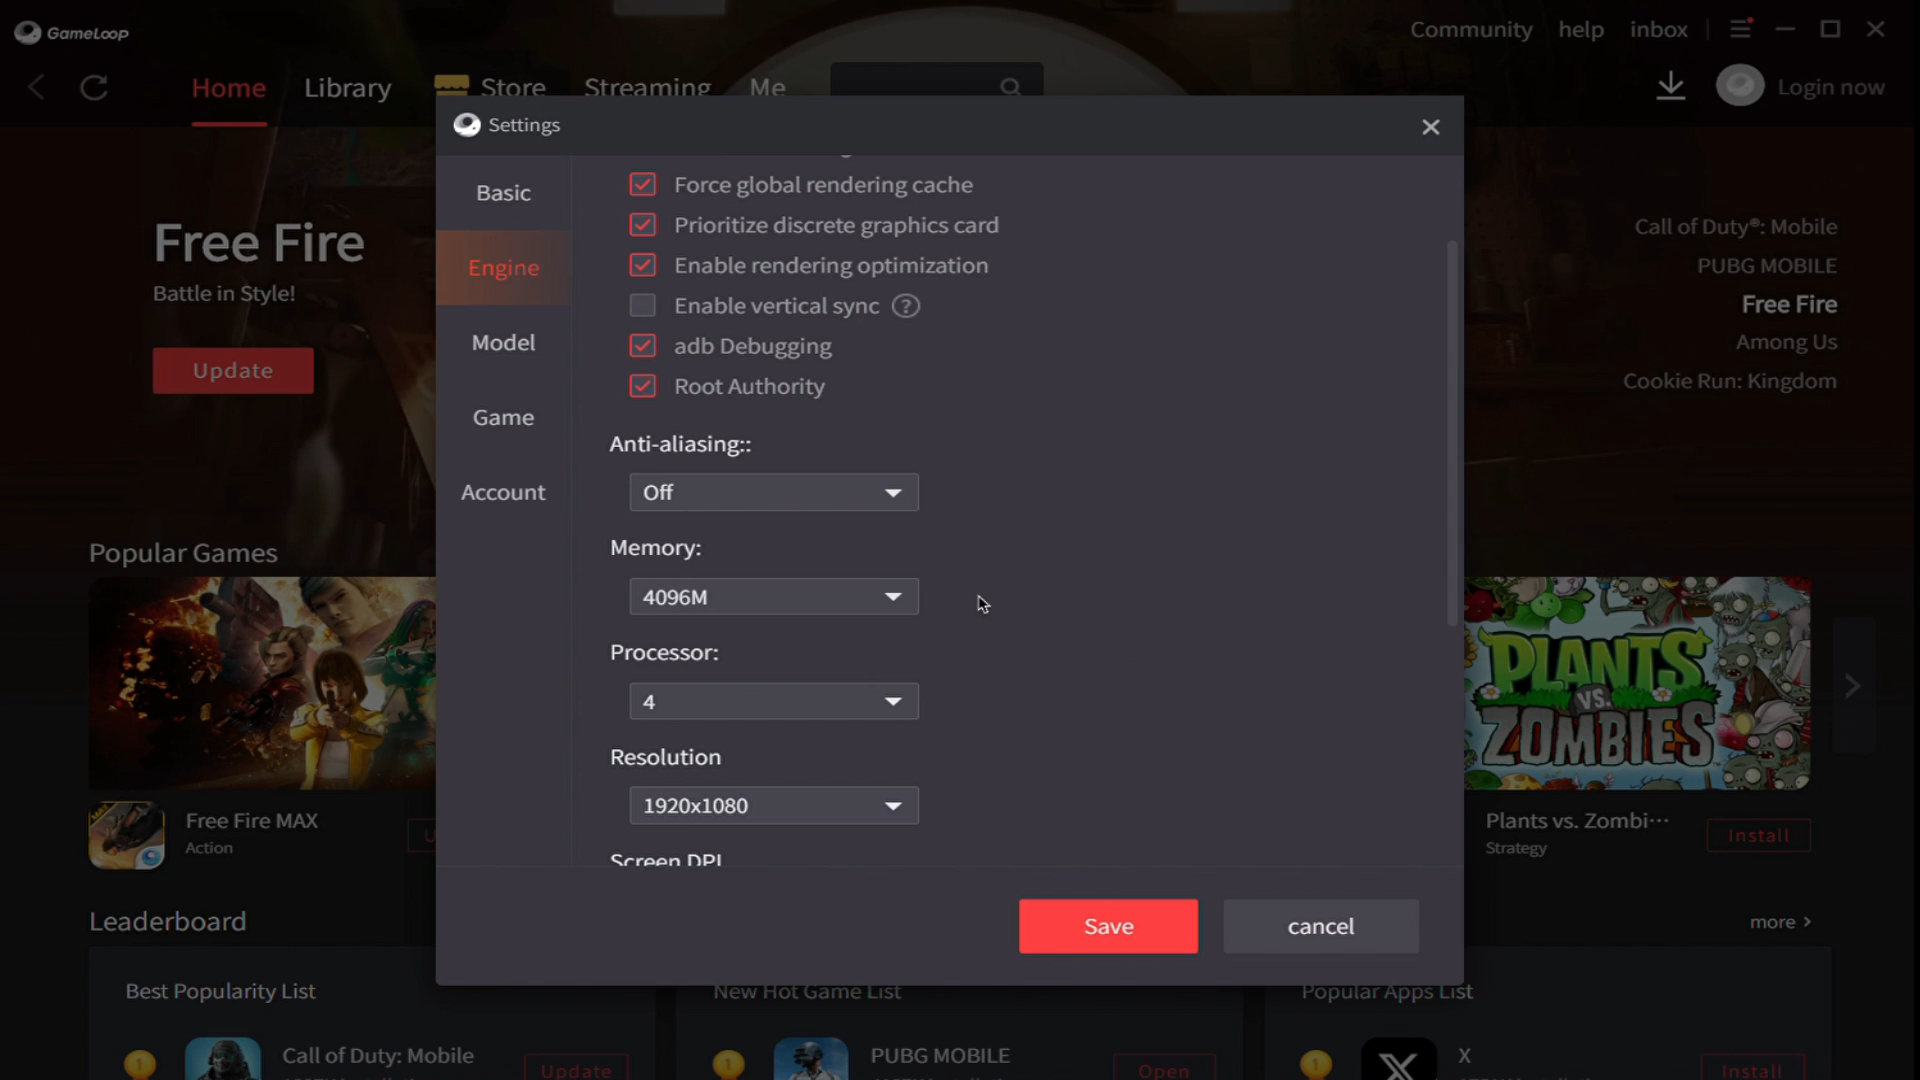 GameLoop
Community help inbox
Home Library Store Streaming Me
Login now
Settings
Basic
Engine
Model
Game
Account
Force global rendering cache
Prioritize discrete graphics card
Enable rendering optimization
Enable vertical sync ?
adb Debugging
Root Authority
Anti-aliasing::
Off
Memory:
4096M
Processor:
4
Resolution
1920x1080
Screen DPI
Save cancel
Free Fire
Battle in Style!
Update
Call of Duty®: Mobile
PUBG MOBILE
Free Fire
Among Us
Cookie Run: Kingdom
Popular Games
Free Fire MAX
Action
PLANTS
VS.
ZOMBIES
Plants vs. Zombi···
Strategy
Install
Leaderboard
more >
Best Popularity List
New Hot Game List
Popular Apps List
1
Call of Duty: Mobile
Update
1
PUBG MOBILE
Open
1
X
X
Install